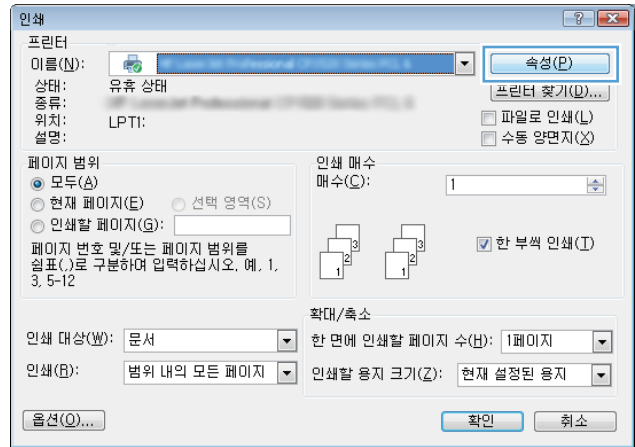 인쇄
프린터
이름(N):
속성(P)
상태: 유휴 상태
프린터 찾기(D)...
종류:
위치: LPT1:
파일로 인쇄(L)
설명:
수동 양면지(X)
페이지 범위
모두(A)
현재 페이지(E) 선택 영역(S)
인쇄할 페이지(G):
페이지 번호 및/또는 페이지 범위를
쉼표(,)로 구분하여 입력하십시오. 예, 1,
3, 5-12
인쇄 매수
매수(C): 1
3 3
2 2
1 1
한 부씩 인쇄(T)
인쇄 대상(W): 문서
인쇄(R): 범위 내의 모든 페이지
확대/축소
한 면에 인쇄할 페이지 수(H): 1페이지
인쇄할 용지 크기(Z): 현재 설정된 용지
옵션(O)...
확인 취소